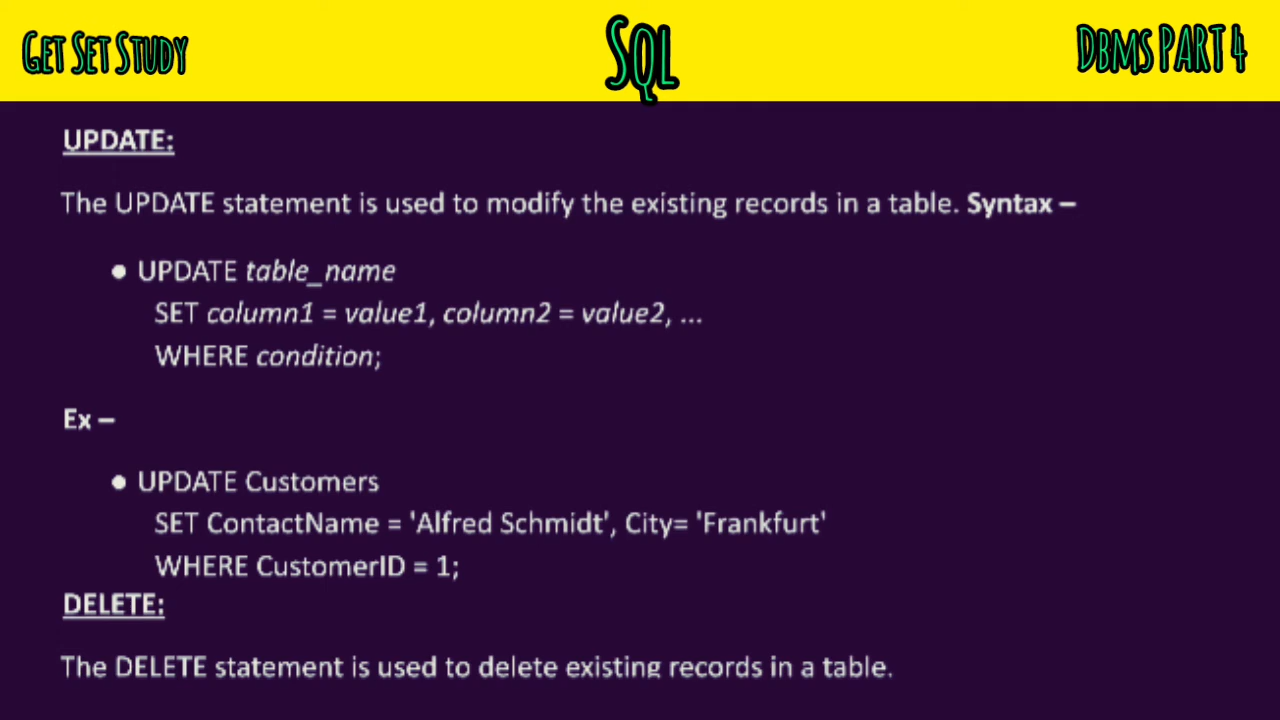 Get Set Study
Sql
Dbms PART 4
UPDATE:
The UPDATE statement is used to modify the existing records in a table. Syntax –
● UPDATE table_name
SET column1 = value1, column2 = value2, ...
WHERE condition;
Ex –
● UPDATE Customers
SET ContactName = 'Alfred Schmidt', City= 'Frankfurt'
WHERE CustomerID = 1;
DELETE:
The DELETE statement is used to delete existing records in a table.